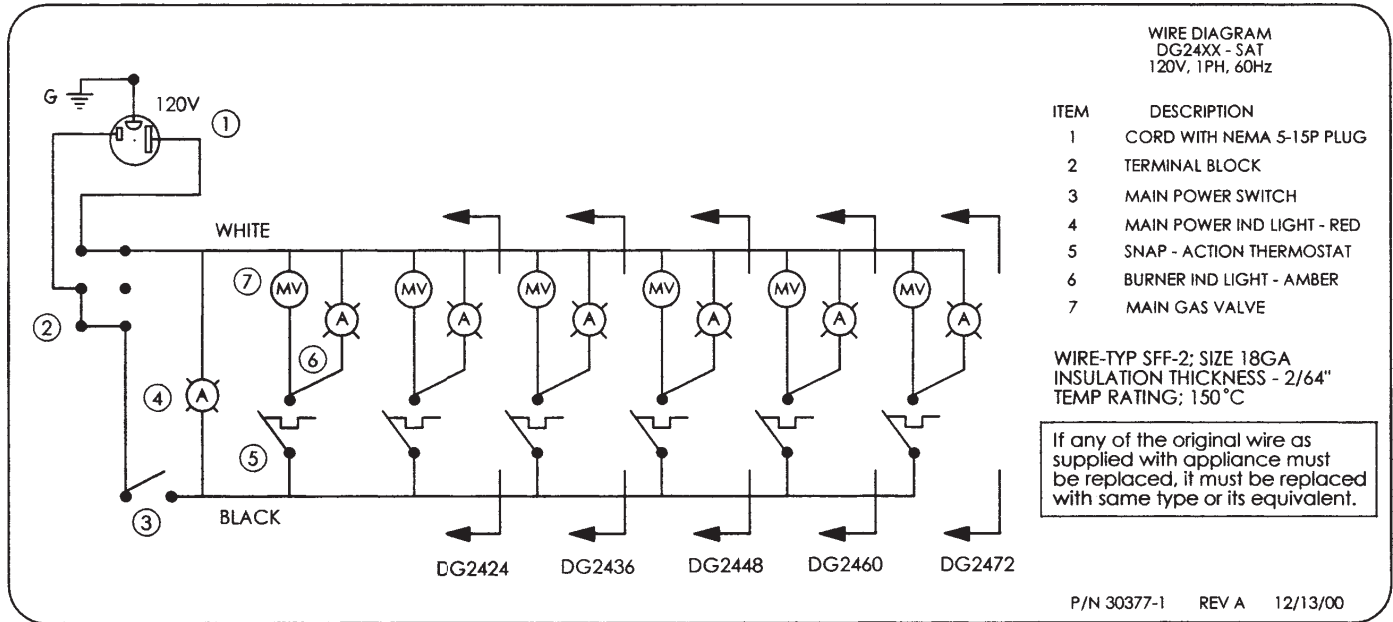 WIRE DIAGRAM
DG24XX - SAT
120V, 1PH, 60Hz
G
120V
1
ITEM DESCRIPTION
1 CORD WITH NEMA 5-15P PLUG
2 TERMINAL BLOCK
3 MAIN POWER SWITCH
4 MAIN POWER IND LIGHT - RED
5 SNAP - ACTION THERMOSTAT
6 BURNER IND LIGHT - AMBER
7 MAIN GAS VALVE
WHITE
7
MV MV MV MV MV MV
2
A A A A A A
6
4
A
5
3
BLACK
DG2424 DG2436 DG2448 DG2460 DG2472
WIRE-TYP SFF-2; SIZE 18GA
INSULATION THICKNESS - 2/64"
TEMP RATING; 150°C
If any of the original wire as
supplied with appliance must
be replaced, it must be replaced
with same type or its equivalent.
P/N 30377-1 REV A 12/13/00